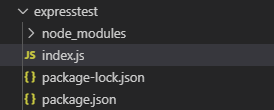 expresstest
node_modules
JS index.js
{} package-lock.json
{} package.json